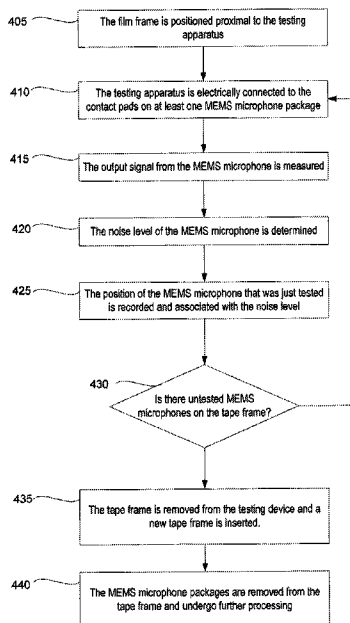 405
The film frame is positioned proximal to the testing
apparatus
410
The testing apparatus is electrically connected to the
contact pads on at least one MEMS microphone package
415
The output signal from the MEMS microphone is measured
420
The noise level of the MEMS microphone is determined
425
The position of the MEMS microphone that was just tested
is recorded and associated with the noise level
430
Is there untested MEMS
microphones on the tape frame?
435
The tape frame is removed from the testing device and a
new tape frame is inserted.
440
The MEMS microphone packages are removed from the
tape frame and undergo further processing